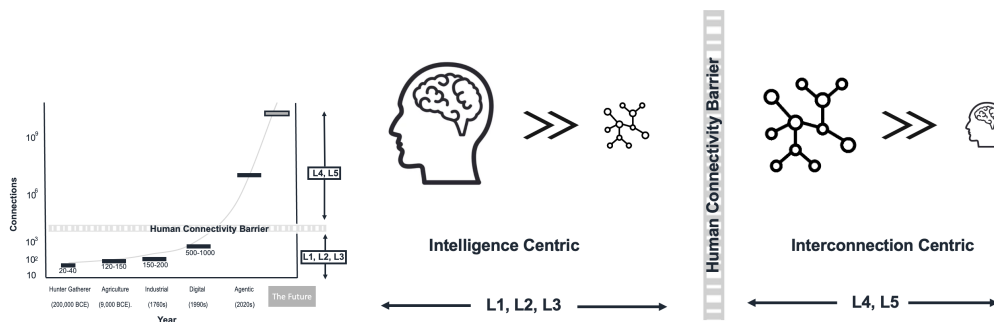 Connections
10⁹
10⁶
10³
10²
10
Human Connectivity Barrier
20-40
120-150
150-200
500-1000
L4, L5
L1, L2, L3
Hunter Gatherer
(200,000 BCE)
Agriculture
(9,000 BCE).
Industrial
(1760s)
Digital
(1990s)
Agentic
(2020s)
The Future
Year
Intelligence Centric
L1, L2, L3
Human Connectivity Barrier
Interconnection Centric
L4, L5